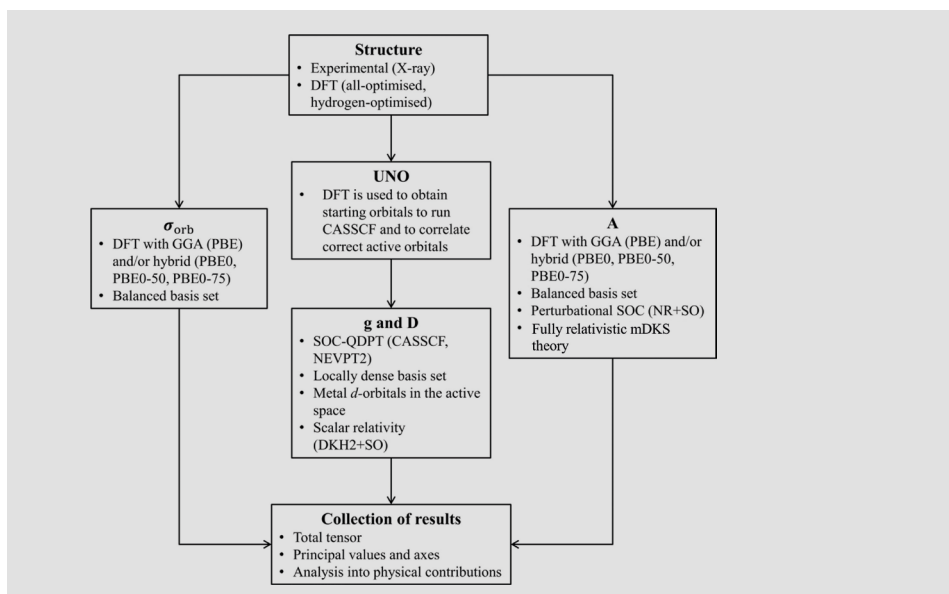 Structure
• Experimental (X-ray)
• DFT (all-optimised,
hydrogen-optimised)
UNO
• DFT is used to obtain
starting orbitals to run
CASSCF and to correlate
correct active orbitals
σorb
• DFT with GGA (PBE)
and/or hybrid (PBE0,
PBE0-50, PBE0-75)
• Balanced basis set
A
• DFT with GGA (PBE) and/or
hybrid (PBE0, PBE0-50,
PBE0-75)
• Balanced basis set
• Perturbational SOC (NR+SO)
• Fully relativistic mDKS
theory
g and D
• SOC-QDPT (CASSCF,
NEVPT2)
• Locally dense basis set
• Metal d-orbitals in the active
space
• Scalar relativity
(DKH2+SO)
Collection of results
• Total tensor
• Principal values and axes
• Analysis into physical contributions